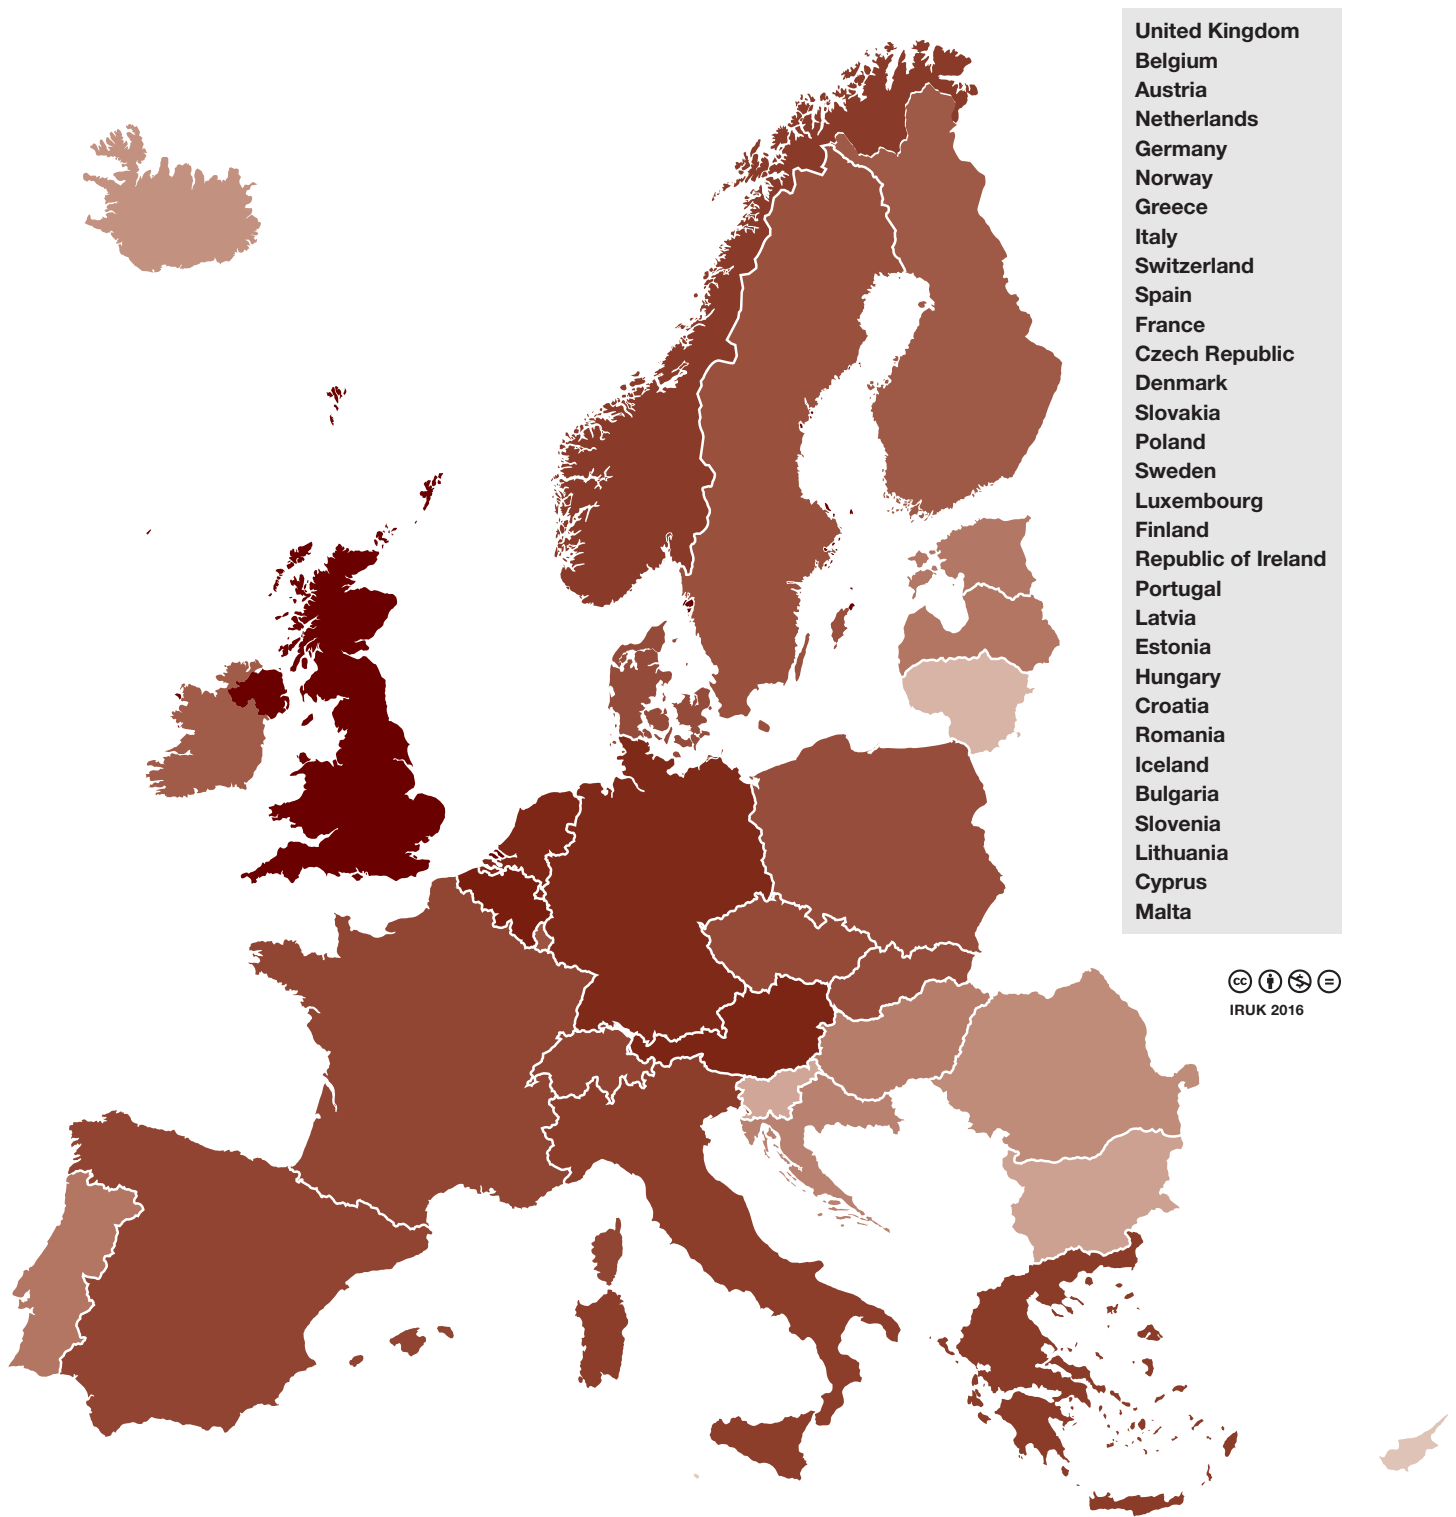 United Kingdom
Belgium
Austria
Netherlands
Germany
Norway
Greece
Italy
Switzerland
Spain
France
Czech Republic
Denmark
Slovakia
Poland
Sweden
Luxembourg
Finland
Republic of Ireland
Portugal
Latvia
Estonia
Hungary
Croatia
Romania
Iceland
Bulgaria
Slovenia
Lithuania
Cyprus
Malta
cc
IRUK 2016